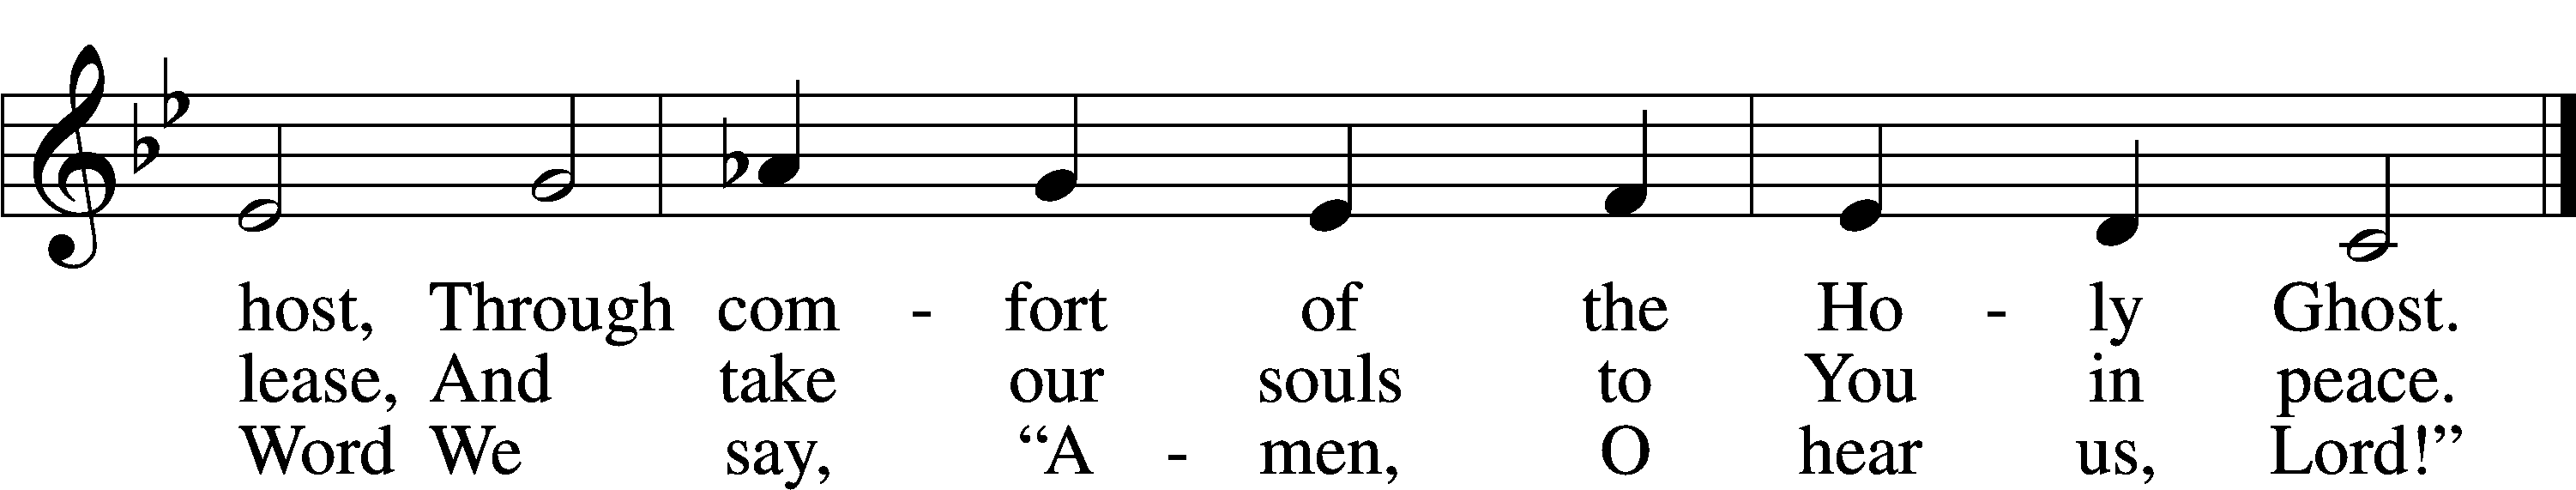 host, Through com - fort of the Ho - ly Ghost.
lease, And take our souls to You in peace.
Word We say, “A - men, O hear us, Lord!”